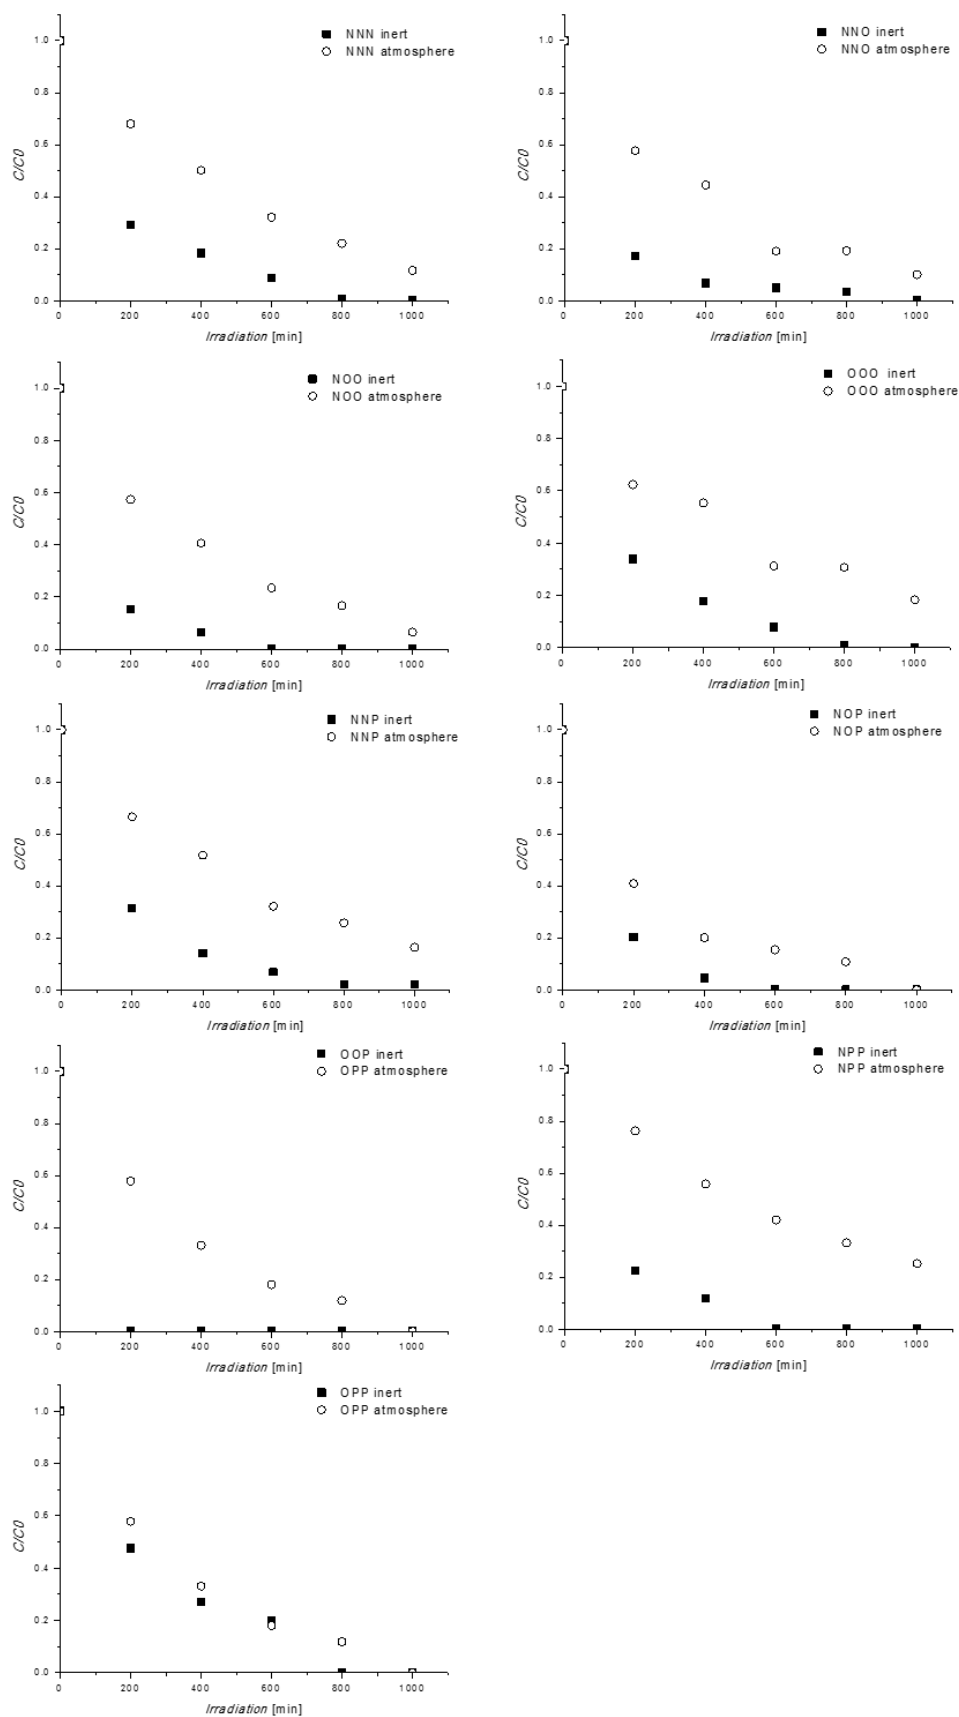 NNN inert
NNN atmosphere
1.0
0.8
0.6
0.4
0.2
0.0
C/C0
0 200 400 600 800 1000
Irradiation [min]
NNO inert
NNO atmosphere
1.0
0.8
0.6
0.4
0.2
0.0
C/C0
0 200 400 600 800 1000
Irradiation [min]
NOO inert
NOO atmosphere
1.0
0.8
0.6
0.4
0.2
0.0
C/C0
0 200 400 600 800 1000
Irradiation [min]
OOO inert
OOO atmosphere
1.0
0.8
0.6
0.4
0.2
0.0
C/C0
0 200 400 600 800 1000
Irradiation [min]
NNP inert
NNP atmosphere
1.0
0.8
0.6
0.4
0.2
0.0
C/C0
0 200 400 600 800 1000
Irradiation [min]
NOP inert
NOP atmosphere
1.0
0.8
0.6
0.4
0.2
0.0
C/C0
0 200 400 600 800 1000
Irradiation [min]
OOP inert
OPP atmosphere
1.0
0.8
0.6
0.4
0.2
0.0
C/C0
0 200 400 600 800 1000
Irradiation [min]
NPP inert
NPP atmosphere
1.0
0.8
0.6
0.4
0.2
0.0
C/C0
0 200 400 600 800 1000
Irradiation [min]
OPP inert
OPP atmosphere
1.0
0.8
0.6
0.4
0.2
0.0
C/C0
0 200 400 600 800 1000
Irradiation [min]